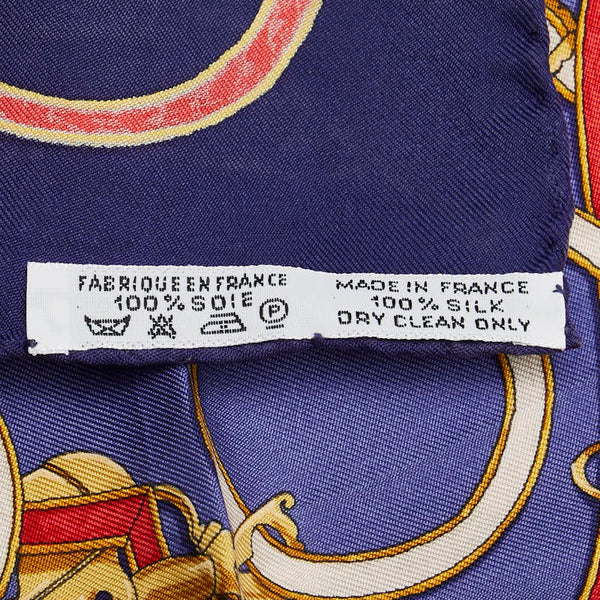 FABRIQUE EN FRANCE
100% SOIE
P
MADE IN FRANCE
100% SILK
DRY CLEAN ONLY